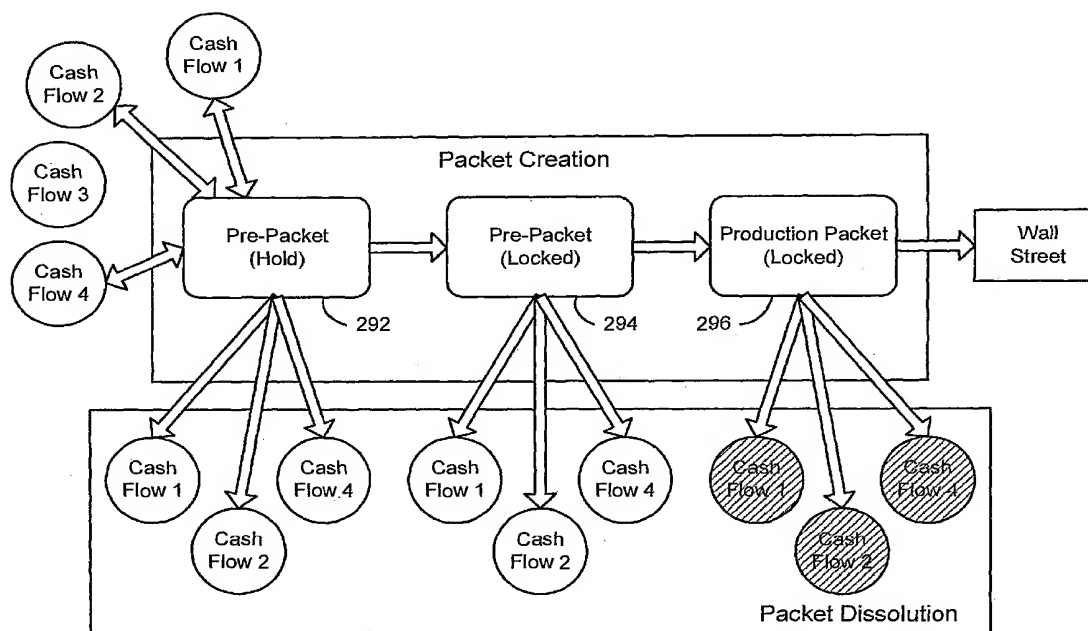 Cash
Flow 1
Cash
Flow 2
Cash
Flow 3
Cash
Flow 4
Packet Creation
Pre-Packet
(Hold)
Pre-Packet
(Locked)
Production Packet
(Locked)
Wall
Street
292
294
296
Cash
Flow 1
Cash
Flow 2
Cash
Flow 4
Cash
Flow 1
Cash
Flow 2
Cash
Flow 4
Cash
Flow 1
Cash
Flow 2
Cash
Flow 4
Packet Dissolution